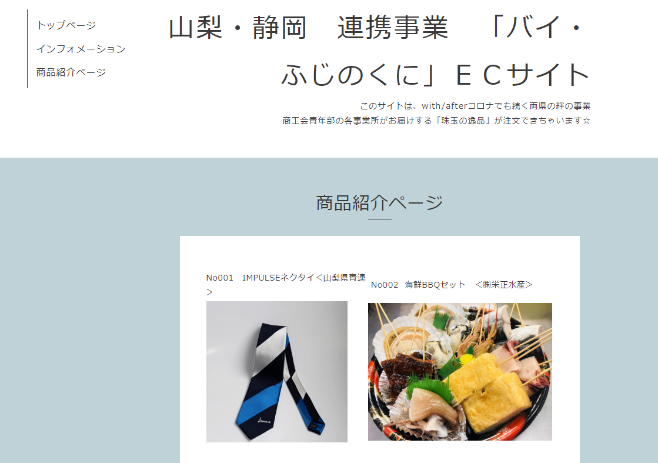 トップページ
インフォメーション
商品紹介ページ
山梨・静岡　連携事業　「バイ・
ふじのくに」ＥＣサイト
このサイトは、with/afterコロナでも続く両県の絆の事業
商工会青年部の各事業所がお届けする「珠玉の逸品」が注文できちゃいます☆
商品紹介ページ
No001　IMPULSEネクタイ＜山梨県青連
＞
No002 海鮮BBQセット　＜㈲米正水産＞